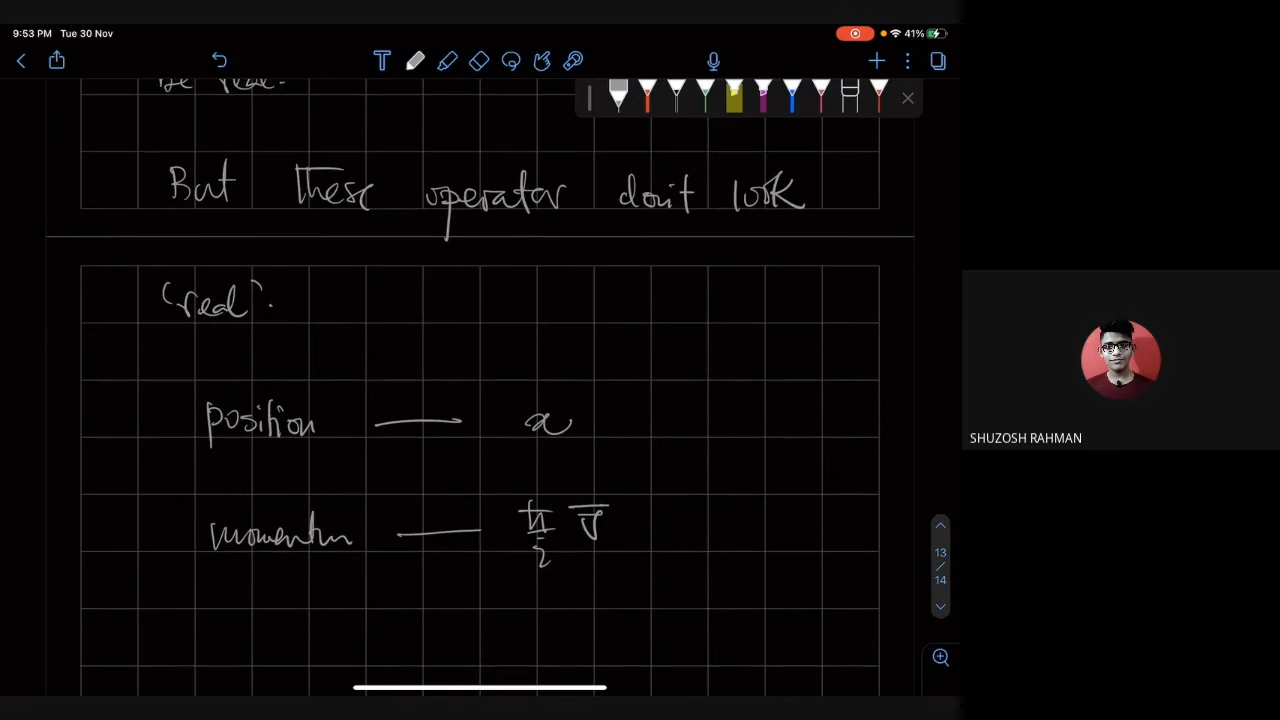 9:53 PM Tue 30 Nov
41%
But these operator don't look
"real".
position — x
momentum — ħ/i ∇
13
/
14
SHUZOSH RAHMAN